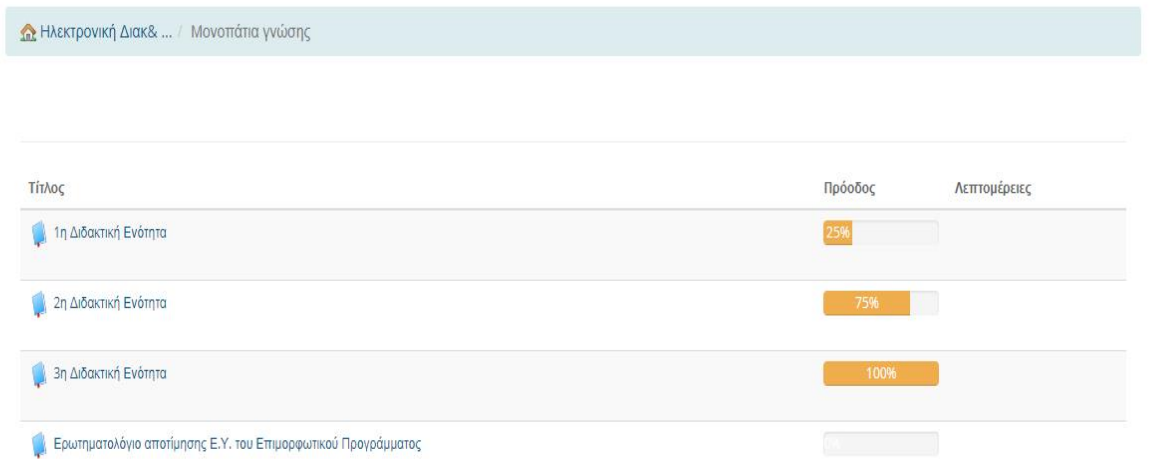 Ηλεκτρονική Διακ& ... / Μονοπάτια γνώσης
Τίτλος Πρόοδος Λεπτομέρειες
1η Διδακτική Ενότητα 25%
2η Διδακτική Ενότητα 75%
3η Διδακτική Ενότητα 100%
Ερωτηματολόγιο αποτίμησης Ε.Υ. του Επιμορφωτικού Προγράμματος 0%